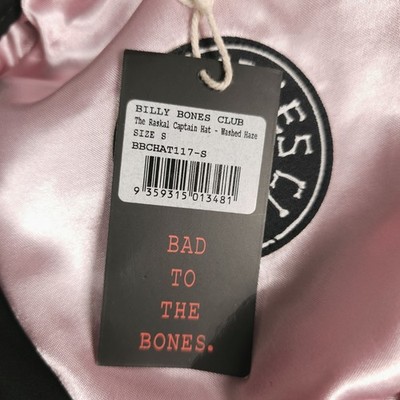 BILLY BONES CLUB
The Raskal Captain Hat - Washed Haze
SIZE S
BBCHAT117-S
9 359315 013481
BAD
TO
THE
BONES.